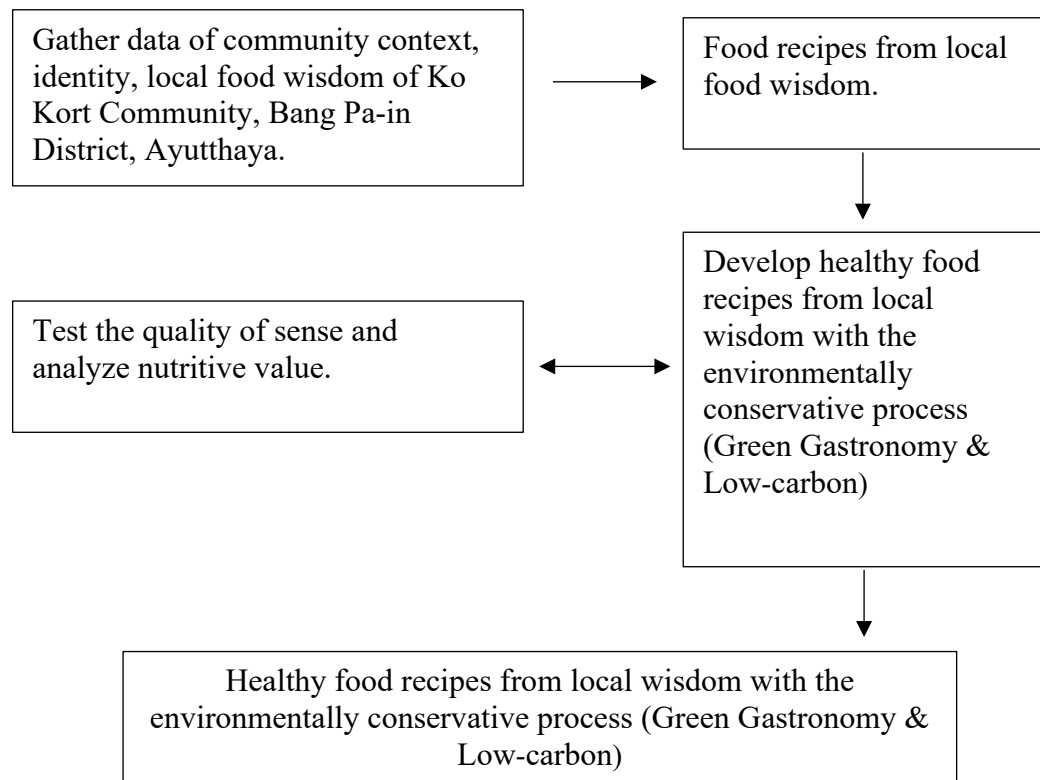 Gather data of community context,
identity, local food wisdom of Ko
Kort Community, Bang Pa-in
District, Ayutthaya.
Food recipes from local
food wisdom.
Develop healthy food
recipes from local
wisdom with the
environmentally
conservative process
(Green Gastronomy &
Low-carbon)
Test the quality of sense and
analyze nutritive value.
Healthy food recipes from local wisdom with the
environmentally conservative process (Green Gastronomy &
Low-carbon)